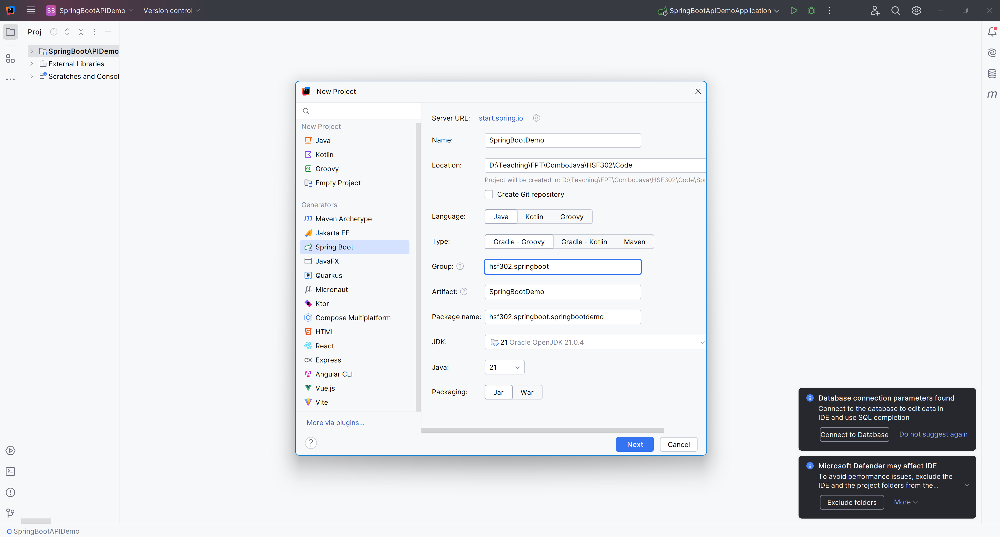 SB SpringBootAPIDemo Version control SpringBootApiDemoApplication
Proj
SpringBootAPIDemo
External Libraries
Scratches and Consol
New Project
New Project
Java
Kotlin
Groovy
Empty Project
Generators
Maven Archetype
Jakarta EE
Spring Boot
JavaFX
Quarkus
Micronaut
Ktor
Compose Multiplatform
HTML
React
ex Express
Angular CLI
Vue.js
Vite
More via plugins...
Server URL: start.spring.io
Name: SpringBootDemo
Location: D:\Teaching\FPT\ComboJava\HSF302\Code
Project will be created in: D:\Teaching\FPT\ComboJava\HSF302\Code\Spr
Create Git repository
Language: Java Kotlin Groovy
Type: Gradle - Groovy Gradle - Kotlin Maven
Group: ? hsf302.springboot
Artifact: ? SpringBootDemo
Package name: hsf302.springboot.springbootdemo
JDK: 21 Oracle OpenJDK 21.0.4
Java: 21
Packaging: Jar War
? Next Cancel
Database connection parameters found
Connect to the database to edit data in
IDE and use SQL completion
Connect to Database Do not suggest again
Microsoft Defender may affect IDE
To avoid performance issues, exclude the
IDE and the project folders from the...
Exclude folders More
SpringBootAPIDemo